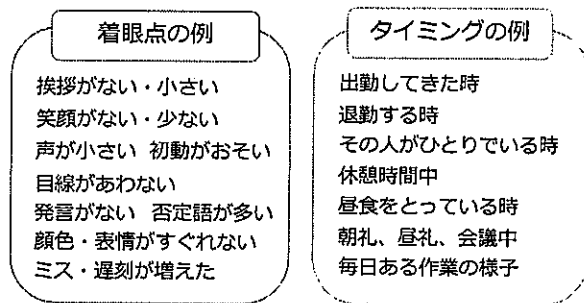 着眼点の例
挨拶がない・小さい
笑顔がない・少ない
声が小さい 初動がおそい
目線があわない
発言がない 否定語が多い
顔色・表情がすぐれない
ミス・遅刻が増えた
タイミングの例
出勤してきた時
退勤する時
その人がひとりでいる時
休憩時間中
昼食をとっている時
朝礼、昼礼、会議中
毎日ある作業の様子